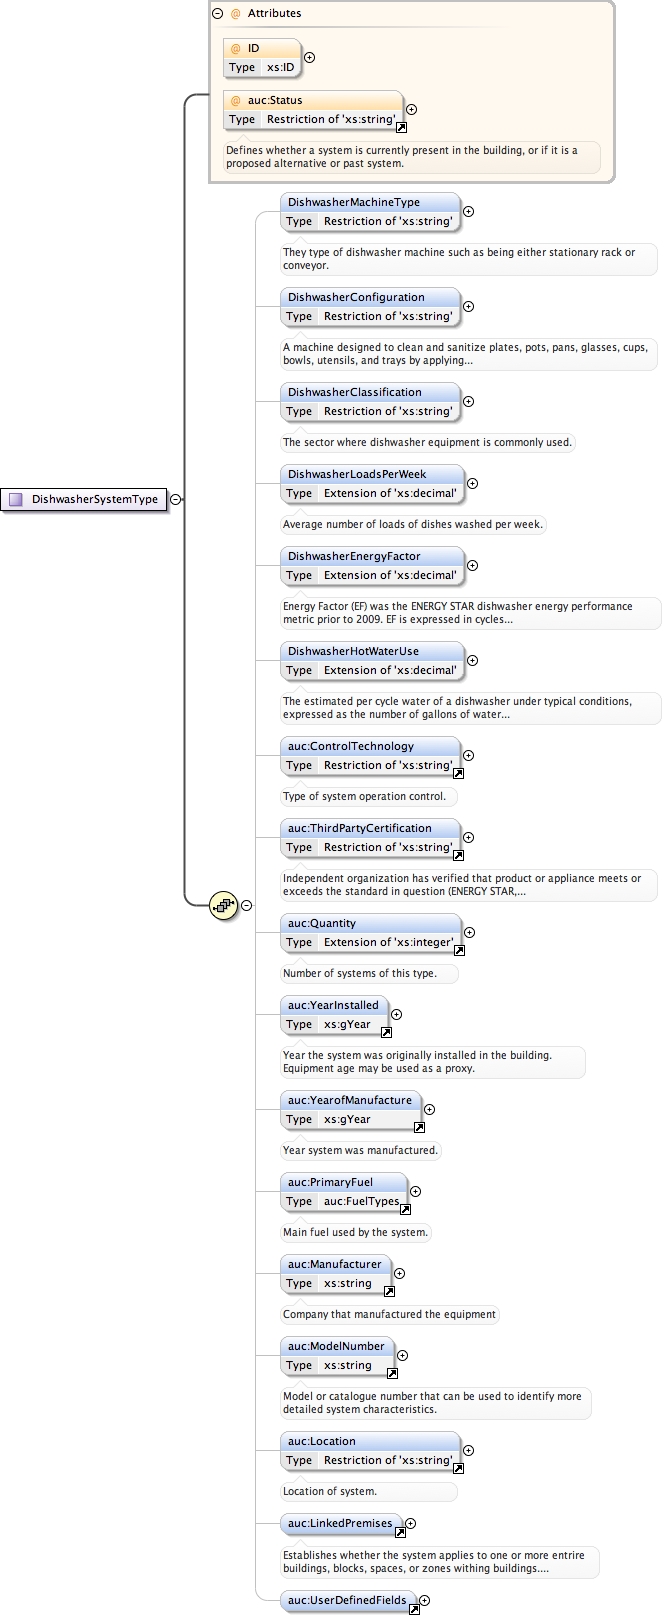 Attributes
@ ID
Type xs:ID
@ auc:Status
Type Restriction of 'xs:string'
Defines whether a system is currently present in the building, or if it is a
proposed alternative or past system.
DishwasherMachineType
Type Restriction of 'xs:string'
They type of dishwasher machine such as being either stationary rack or
conveyor.
DishwasherConfiguration
Type Restriction of 'xs:string'
A machine designed to clean and sanitize plates, pots, pans, glasses, cups,
bowls, utensils, and trays by applying...
DishwasherClassification
Type Restriction of 'xs:string'
The sector where dishwasher equipment is commonly used.
DishwasherLoadsPerWeek
Type Extension of 'xs:decimal'
DishwasherSystemType
Average number of loads of dishes washed per week.
DishwasherEnergyFactor
Type Extension of 'xs:decimal'
Energy Factor (EF) was the ENERGY STAR dishwasher energy performance
metric prior to 2009. EF is expressed in cycles...
DishwasherHotWaterUse
Type Extension of 'xs:decimal'
The estimated per cycle water of a dishwasher under typical conditions,
expressed as the number of gallons of water...
auc:ControlTechnology
Type Restriction of 'xs:string'
Type of system operation control.
auc:ThirdPartyCertification
Type Restriction of 'xs:string'
Independent organization has verified that product or appliance meets or
exceeds the standard in question (ENERGY STAR,...
auc:Quantity
Type Extension of 'xs:integer'
Number of systems of this type.
auc:YearInstalled
Type xs:gYear
Year the system was originally installed in the building.
Equipment age may be used as a proxy.
auc:YearofManufacture
Type xs:gYear
Year system was manufactured.
auc:PrimaryFuel
Type auc:FuelTypes
Main fuel used by the system.
auc:Manufacturer
Type xs:string
Company that manufactured the equipment
auc:ModelNumber
Type xs:string
Model or catalogue number that can be used to identify more
detailed system characteristics.
auc:Location
Type Restriction of 'xs:string'
Location of system.
auc:LinkedPremises
Establishes whether the system applies to one or more entrire
buildings, blocks, spaces, or zones withing buildings....
auc:UserDefinedFields